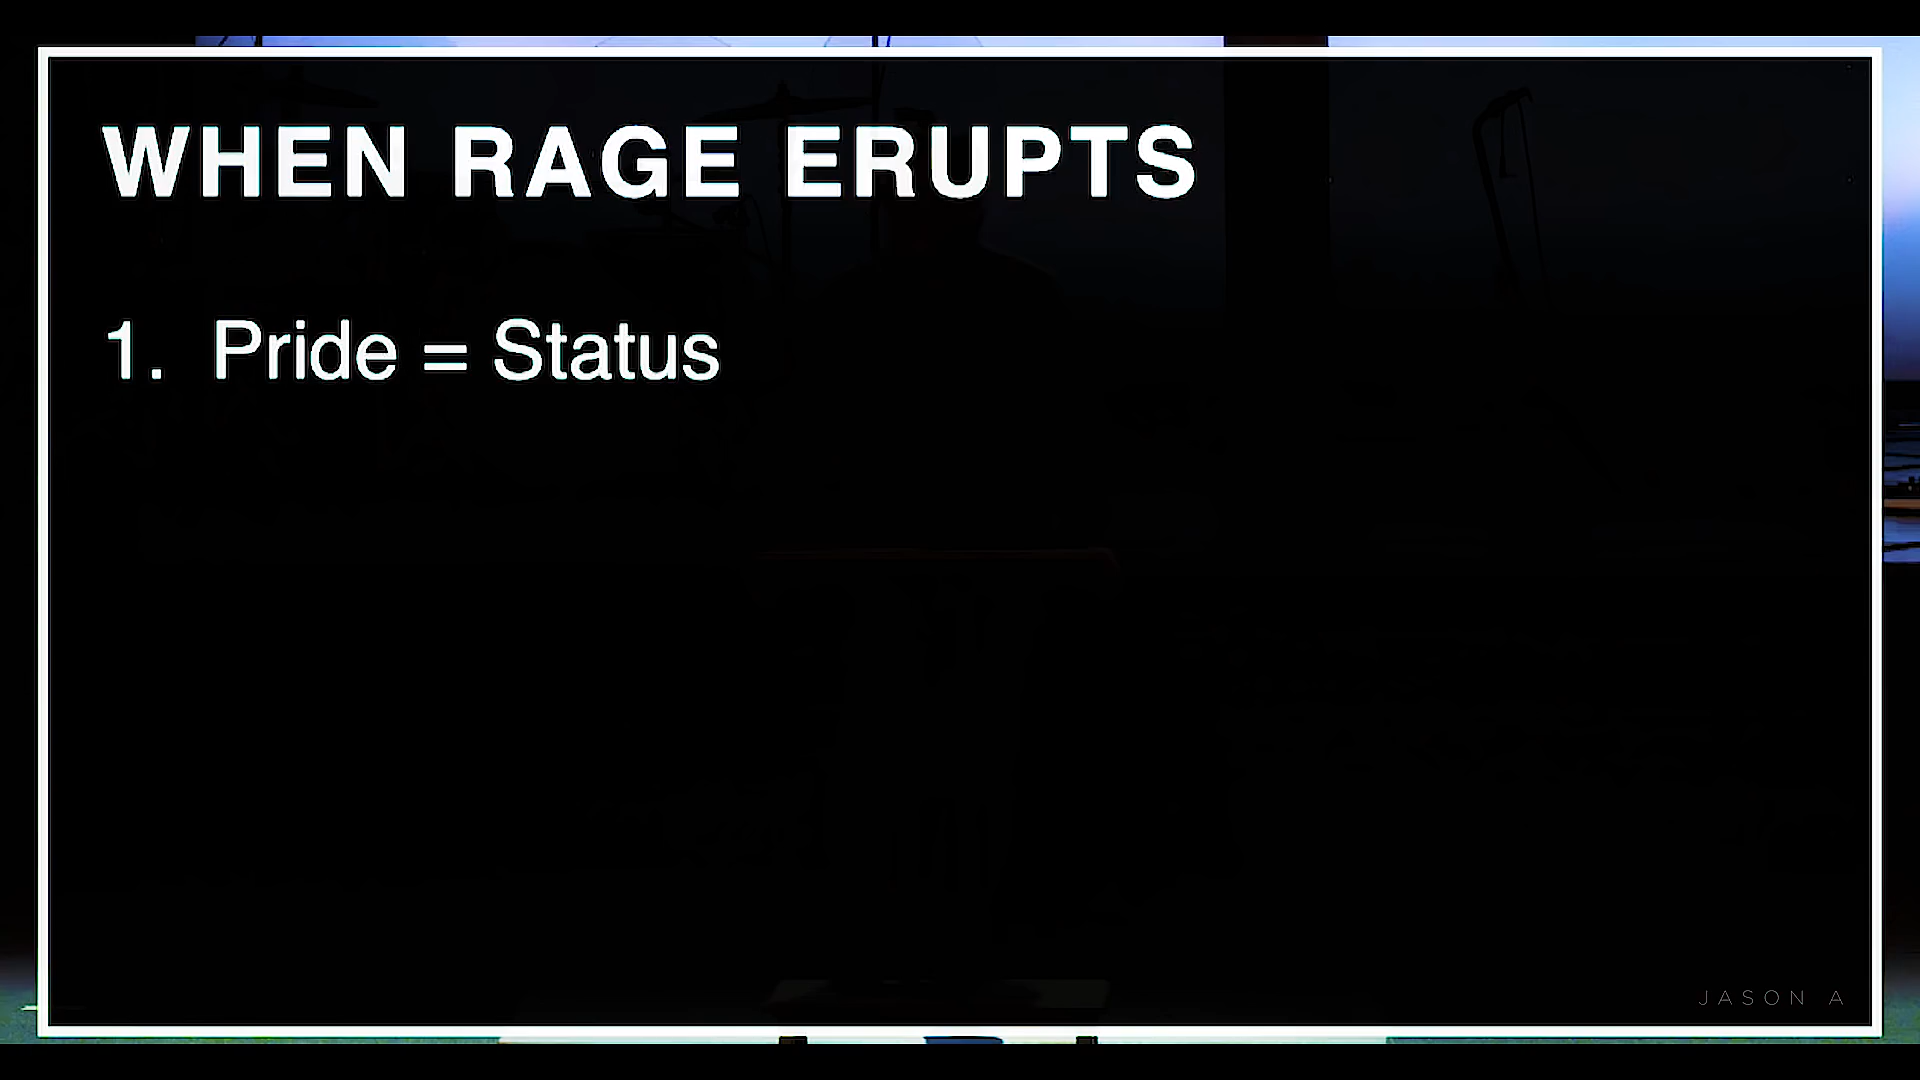 WHEN RAGE ERUPTS
1. Pride = Status
JASON A